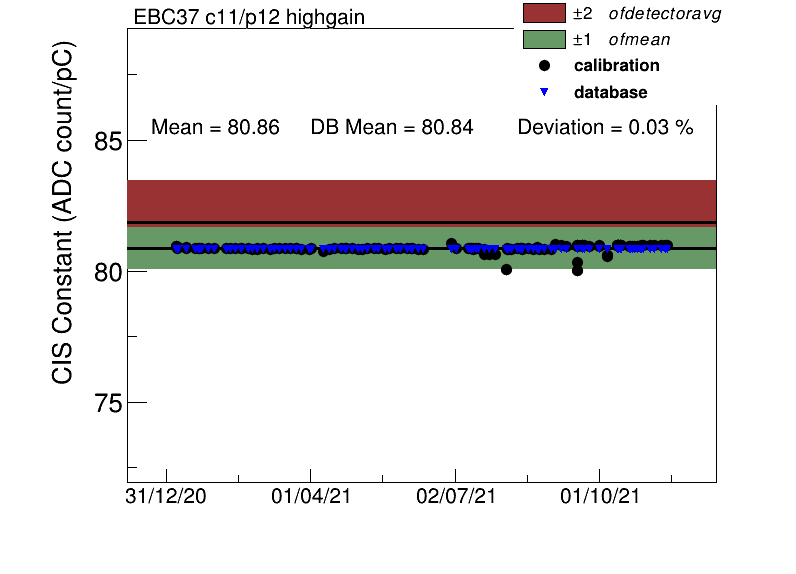 EBC37 c11/p12 highgain
±2 ofdetectoravg
±1 ofmean
calibration
database
Mean = 80.86 DB Mean = 80.84 Deviation = 0.03 %
CIS Constant (ADC count/pC)
85
80
75
31/12/20 01/04/21 02/07/21 01/10/21